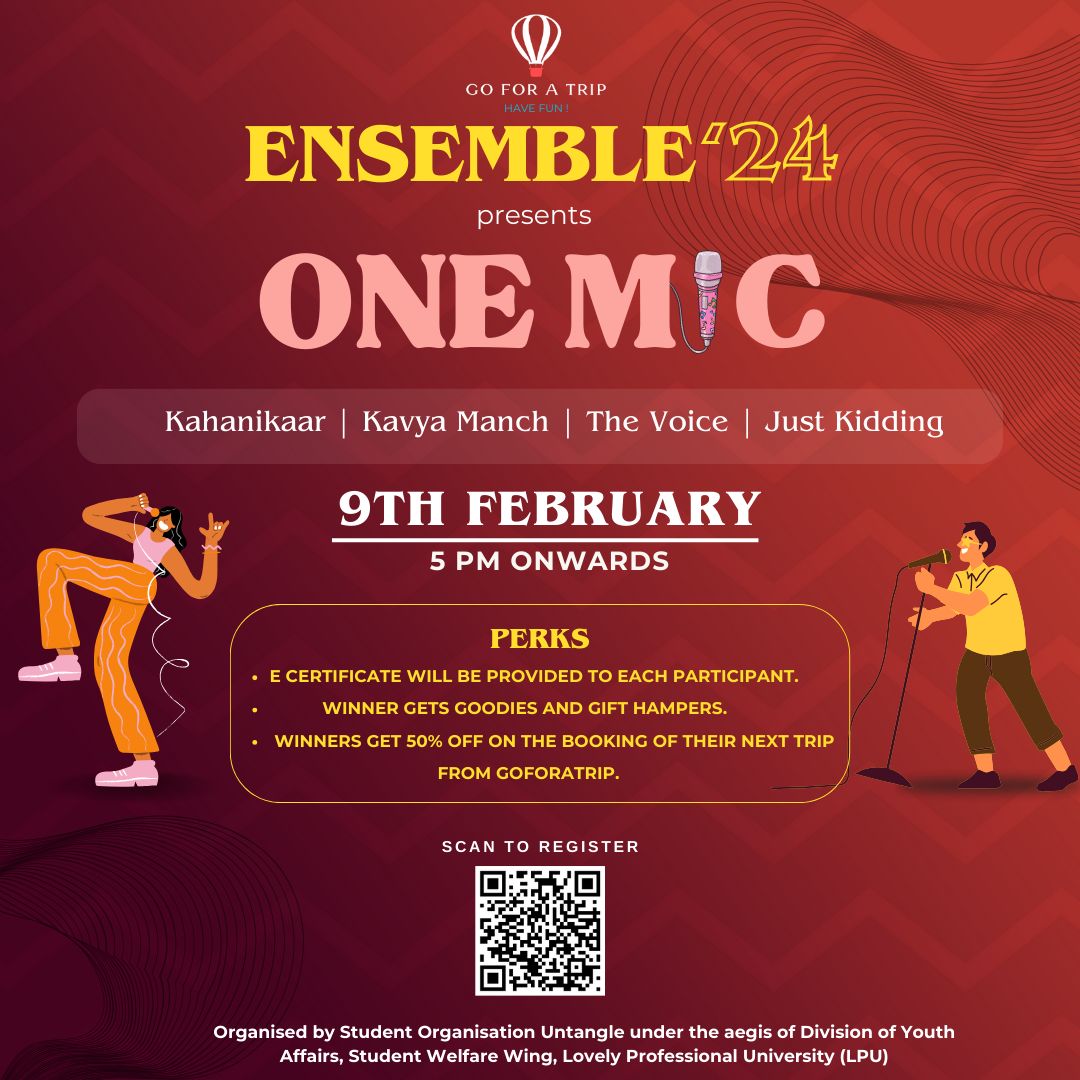 GO FOR A TRIP
HAVE FUN !
ENSEMBLE‘24
presents
ONE MIC
Kahanikaar | Kavya Manch | The Voice | Just Kidding
9TH FEBRUARY
5 PM ONWARDS
PERKS
• E CERTIFICATE WILL BE PROVIDED TO EACH PARTICIPANT.
• WINNER GETS GOODIES AND GIFT HAMPERS.
• WINNERS GET 50% OFF ON THE BOOKING OF THEIR NEXT TRIP
FROM GOFORATRIP.
SCAN TO REGISTER
Organised by Student Organisation Untangle under the aegis of Division of Youth
Affairs, Student Welfare Wing, Lovely Professional University (LPU)